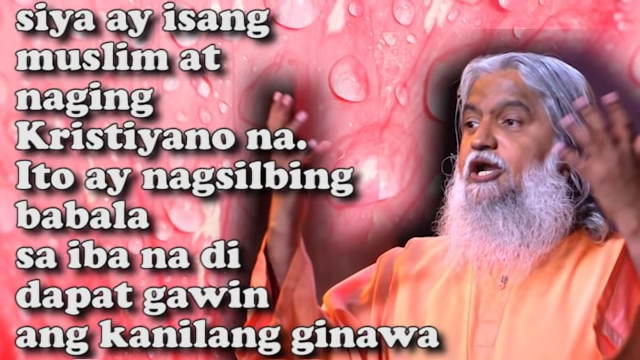 siya ay isang
muslim at
naging
Kristiyano na.
Ito ay nagsilbing
babala
sa iba na di
dapat gawin
ang kanilang ginawa